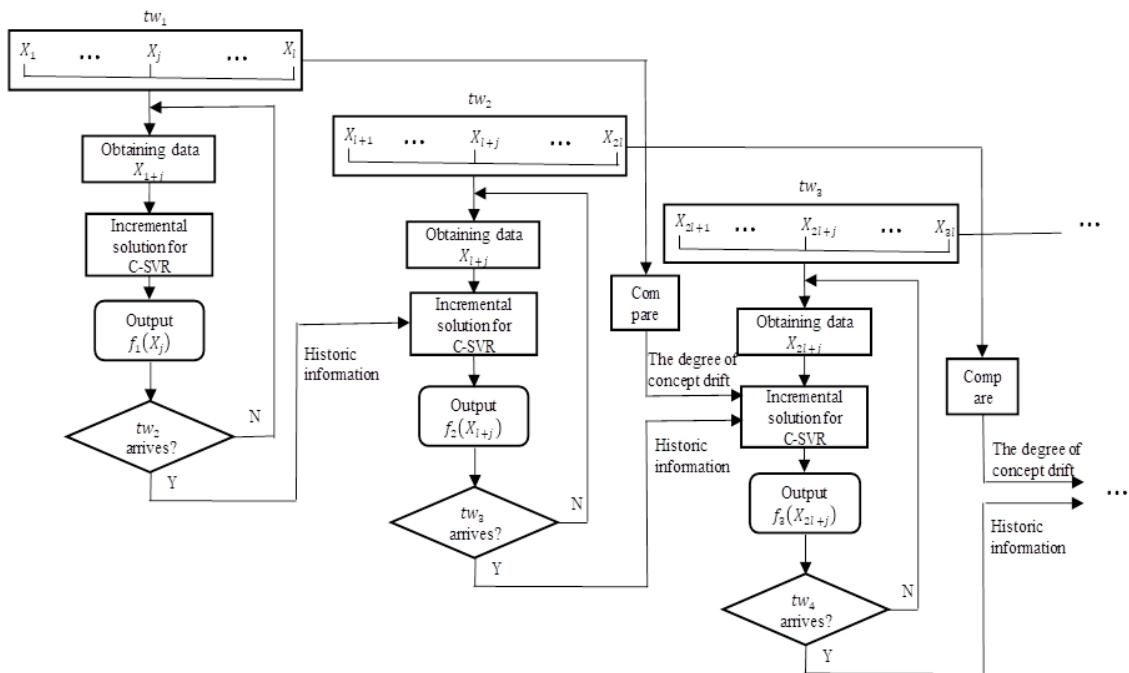 tw₁
X₁ ... Xⱼ ... Xₗ
Obtaining data
X₁₊ⱼ
Incremental
solution for
C-SVR
Output
f₁(Xⱼ)
tw₂
arrives?
N
Y
Historic
information
tw₂
Xₗ₊₁ ... Xₗ₊ⱼ ... X₂ₗ
Obtaining data
Xₗ₊ⱼ
Incremental
solution for
C-SVR
Output
f₂(Xₗ₊ⱼ)
tw₃
arrives?
N
Y
Com
pare
The degree of
concept drift
Historic
information
tw₃
X₂ₗ₊₁ ... X₂ₗ₊ⱼ ... X₃ₗ
...
Obtaining data
X₂ₗ₊ⱼ
Incremental
solution for
C-SVR
Output
f₃(X₂ₗ₊ⱼ)
tw₄
arrives?
N
Y
Comp
are
The degree of
concept drift
...
Historic
information